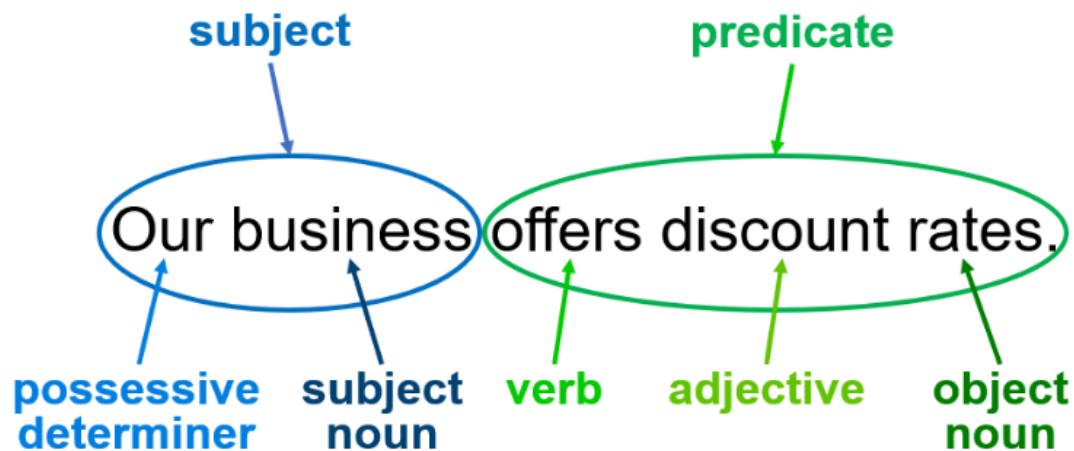 subject predicate
Our business offers discount rates.
possessive determiner subject noun verb adjective object noun